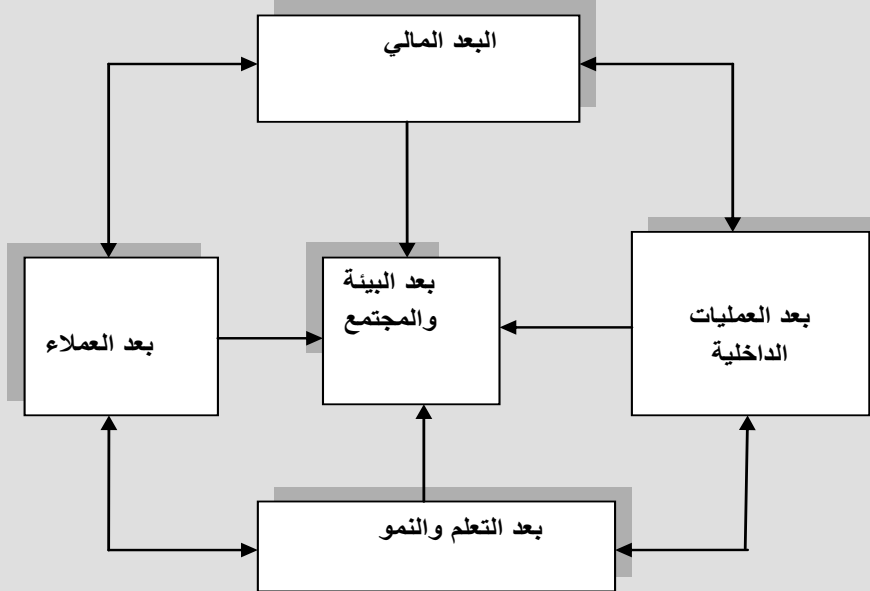 البعد المالي
بعد البيئة
والمجتمع
بعد العمليات
الداخلية
بعد العملاء
بعد التعلم والنمو